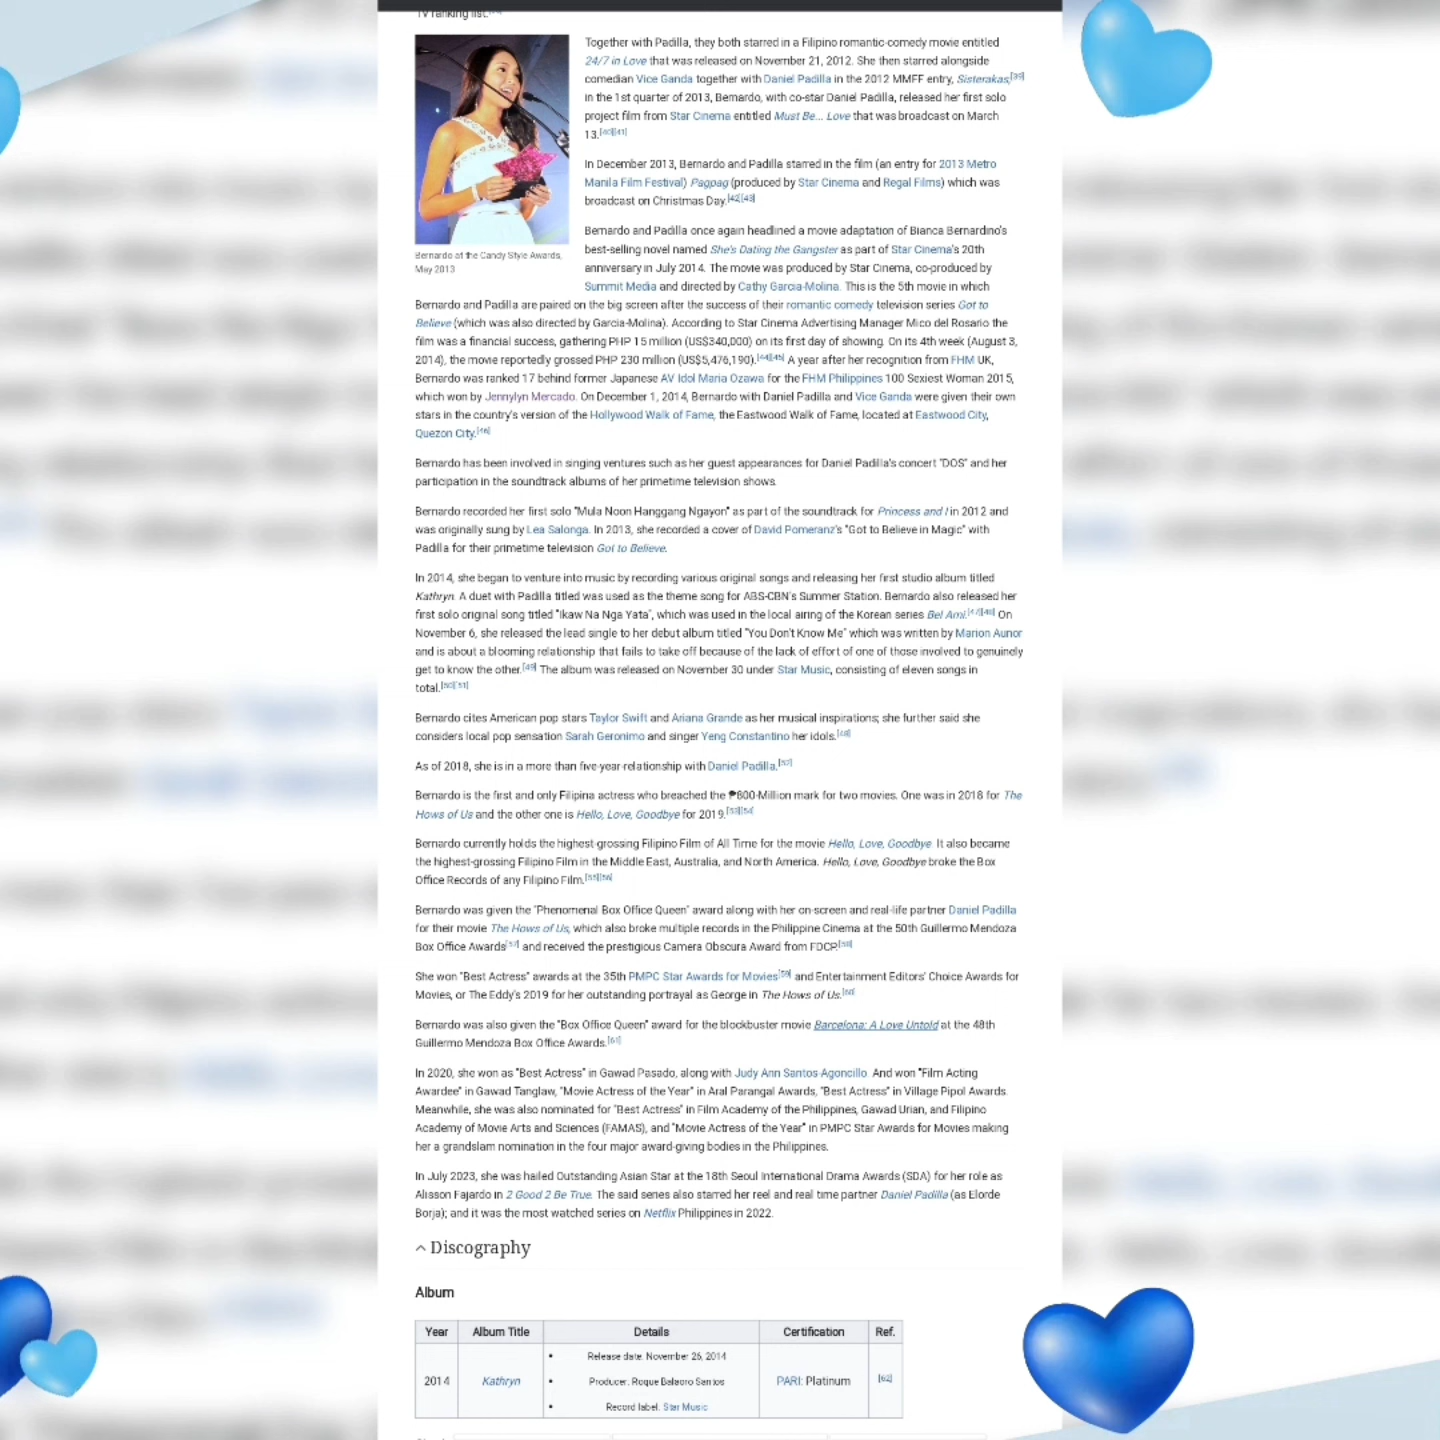 TV ranking list.
Together with Padilla, they both starred in a Filipino romantic-comedy movie entitled
24/7 in Love that was released on November 21, 2012. She then starred alongside
comedian Vice Ganda together with Daniel Padilla in the 2012 MMFF entry, Sisterakas,[39]
in the 1st quarter of 2013, Bernardo, with co-star Daniel Padilla, released her first solo
project film from Star Cinema entitled Must Be... Love that was broadcast on March
13.[40][41]
In December 2013, Bernardo and Padilla starred in the film (an entry for 2013 Metro
Manila Film Festival) Pagpag (produced by Star Cinema and Regal Films) which was
broadcast on Christmas Day.[42][43]
Bernardo at the Candy Style Awards,
May 2013
Bernardo and Padilla once again headlined a movie adaptation of Bianca Bernardino's
best-selling novel named She's Dating the Gangster as part of Star Cinema's 20th
anniversary in July 2014. The movie was produced by Star Cinema, co-produced by
Summit Media and directed by Cathy Garcia-Molina. This is the 5th movie in which
Bernardo and Padilla are paired on the big screen after the success of their romantic comedy television series Got to
Believe (which was also directed by Garcia-Molina). According to Star Cinema Advertising Manager Mico del Rosario the
film was a financial success, gathering PHP 15 million (US$340,000) on its first day of showing. On its 4th week (August 3,
2014), the movie reportedly grossed PHP 230 million (US$5,476,190).[44][45] A year after her recognition from FHM UK,
Bernardo was ranked 17 behind former Japanese AV Idol Maria Ozawa for the FHM Philippines 100 Sexiest Woman 2015,
which won by Jennylyn Mercado. On December 1, 2014, Bernardo with Daniel Padilla and Vice Ganda were given their own
stars in the country's version of the Hollywood Walk of Fame, the Eastwood Walk of Fame, located at Eastwood City,
Quezon City.[46]
Bernardo has been involved in singing ventures such as her guest appearances for Daniel Padilla's concert "DOS" and her
participation in the soundtrack albums of her primetime television shows.
Bernardo recorded her first solo "Mula Noon Hanggang Ngayon" as part of the soundtrack for Princess and I in 2012 and
was originally sung by Lea Salonga. In 2013, she recorded a cover of David Pomeranz's "Got to Believe in Magic" with
Padilla for their primetime television Got to Believe.
In 2014, she began to venture into music by recording various original songs and releasing her first studio album titled
Kathryn. A duet with Padilla titled was used as the theme song for ABS-CBN's Summer Station. Bernardo also released her
first solo original song titled "Ikaw Na Nga Yata", which was used in the local airing of the Korean series Bel Ami.[47][48] On
November 6, she released the lead single to her debut album titled "You Don't Know Me" which was written by Marion Aunor
and is about a blooming relationship that fails to take off because of the lack of effort of one of those involved to genuinely
get to know the other.[49] The album was released on November 30 under Star Music, consisting of eleven songs in
total.[50][51]
Bernardo cites American pop stars Taylor Swift and Ariana Grande as her musical inspirations; she further said she
considers local pop sensation Sarah Geronimo and singer Yeng Constantino her idols.[48]
As of 2018, she is in a more than five-year-relationship with Daniel Padilla.[52]
Bernardo is the first and only Filipina actress who breached the ₱800-Million mark for two movies. One was in 2018 for The
Hows of Us and the other one is Hello, Love, Goodbye for 2019.[53][54]
Bernardo currently holds the highest-grossing Filipino Film of All Time for the movie Hello, Love, Goodbye. It also became
the highest-grossing Filipino Film in the Middle East, Australia, and North America. Hello, Love, Goodbye broke the Box
Office Records of any Filipino Film.[55][56]
Bernardo was given the "Phenomenal Box Office Queen" award along with her on-screen and real-life partner Daniel Padilla
for their movie The Hows of Us, which also broke multiple records in the Philippine Cinema at the 50th Guillermo Mendoza
Box Office Awards[57] and received the prestigious Camera Obscura Award from FDCP.[58]
She won "Best Actress" awards at the 35th PMPC Star Awards for Movies[59] and Entertainment Editors' Choice Awards for
Movies, or The Eddy's 2019 for her outstanding portrayal as George in The Hows of Us.[60]
Bernardo was also given the "Box Office Queen" award for the blockbuster movie Barcelona: A Love Untold at the 48th
Guillermo Mendoza Box Office Awards.[61]
In 2020, she won as "Best Actress" in Gawad Pasado, along with Judy Ann Santos-Agoncillo. And won "Film Acting
Awardee" in Gawad Tanglaw, "Movie Actress of the Year" in Aral Parangal Awards, "Best Actress" in Village Pipol Awards.
Meanwhile, she was also nominated for "Best Actress" in Film Academy of the Philippines, Gawad Urian, and Filipino
Academy of Movie Arts and Sciences (FAMAS), and "Movie Actress of the Year" in PMPC Star Awards for Movies making
her a grandslam nomination in the four major award-giving bodies in the Philippines.
In July 2023, she was hailed Outstanding Asian Star at the 18th Seoul International Drama Awards (SDA) for her role as
Alisson Fajardo in 2 Good 2 Be True. The said series also starred her reel and real time partner Daniel Padilla (as Elorde
Borja); and it was the most watched series on Netflix Philippines in 2022.
Discography
Album
Year Album Title Details Certification Ref.
2014 Kathryn
• Release date: November 26, 2014
• Producer: Roque Balaoro Santos
• Record label: Star Music
PARI: Platinum [62]